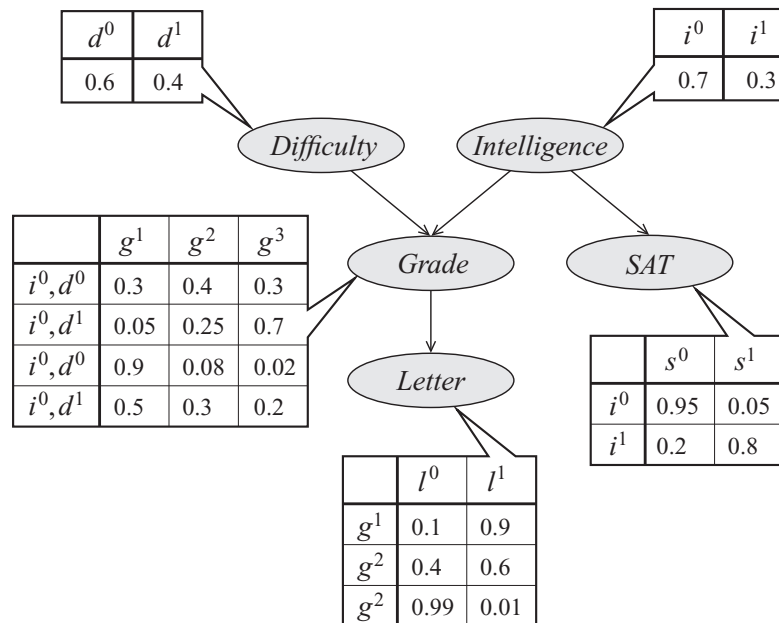 d⁰ d¹
0.6 0.4
i⁰ i¹
0.7 0.3
Difficulty
Intelligence
g¹ g² g³
i⁰,d⁰ 0.3 0.4 0.3
i⁰,d¹ 0.05 0.25 0.7
i⁰,d⁰ 0.9 0.08 0.02
i⁰,d¹ 0.5 0.3 0.2
Grade
SAT
s⁰ s¹
i⁰ 0.95 0.05
i¹ 0.2 0.8
Letter
l⁰ l¹
g¹ 0.1 0.9
g² 0.4 0.6
g² 0.99 0.01